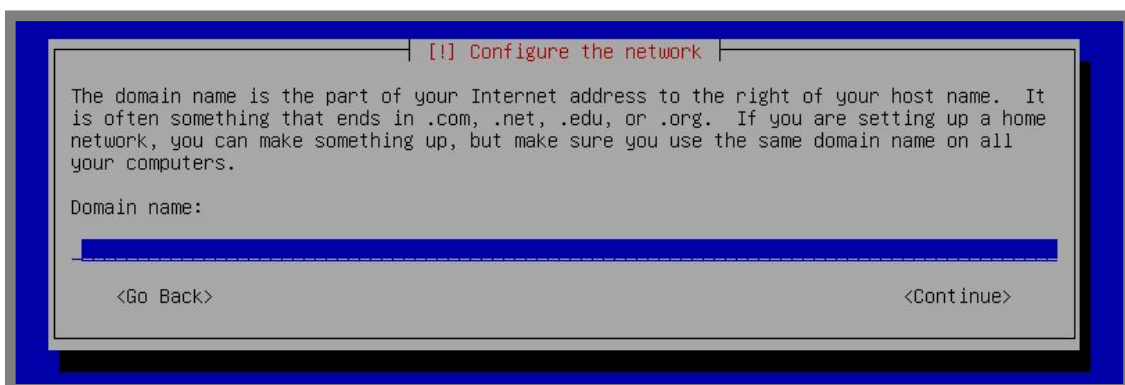 [!] Configure the network
The domain name is the part of your Internet address to the right of your host name.  It
is often something that ends in .com, .net, .edu, or .org.  If you are setting up a home
network, you can make something up, but make sure you use the same domain name on all
your computers.
Domain name:
<Go Back> <Continue>